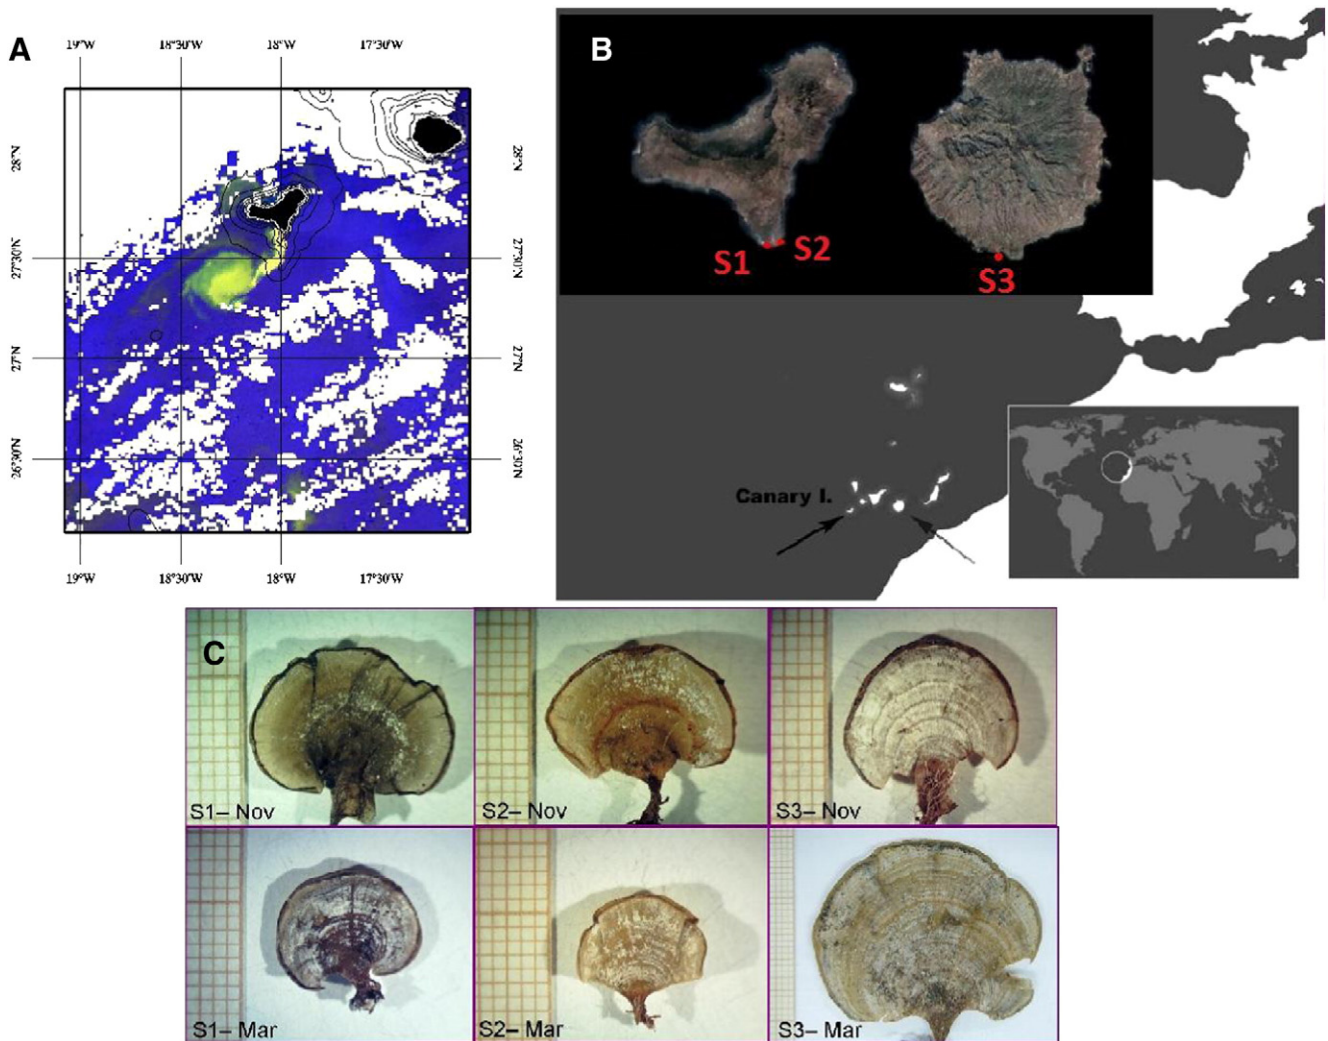 A
19°W 18°30'W 18°W 17°30'W
28°N 28°N
27°30'N 27°30'N
27°N 27°N
26°30'N 26°30'N
19°W 18°30'W 18°W 17°30'W
B
S1 S2
S3
Canary I.
C
S1– Nov S2– Nov S3– Nov
S1– Mar S2– Mar S3– Mar